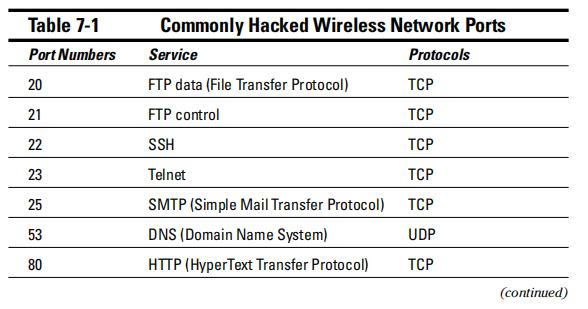 Table 7-1 Commonly Hacked Wireless Network Ports
Port Numbers Service Protocols
20 FTP data (File Transfer Protocol) TCP
21 FTP control TCP
22 SSH TCP
23 Telnet TCP
25 SMTP (Simple Mail Transfer Protocol) TCP
53 DNS (Domain Name System) UDP
80 HTTP (HyperText Transfer Protocol) TCP
(continued)